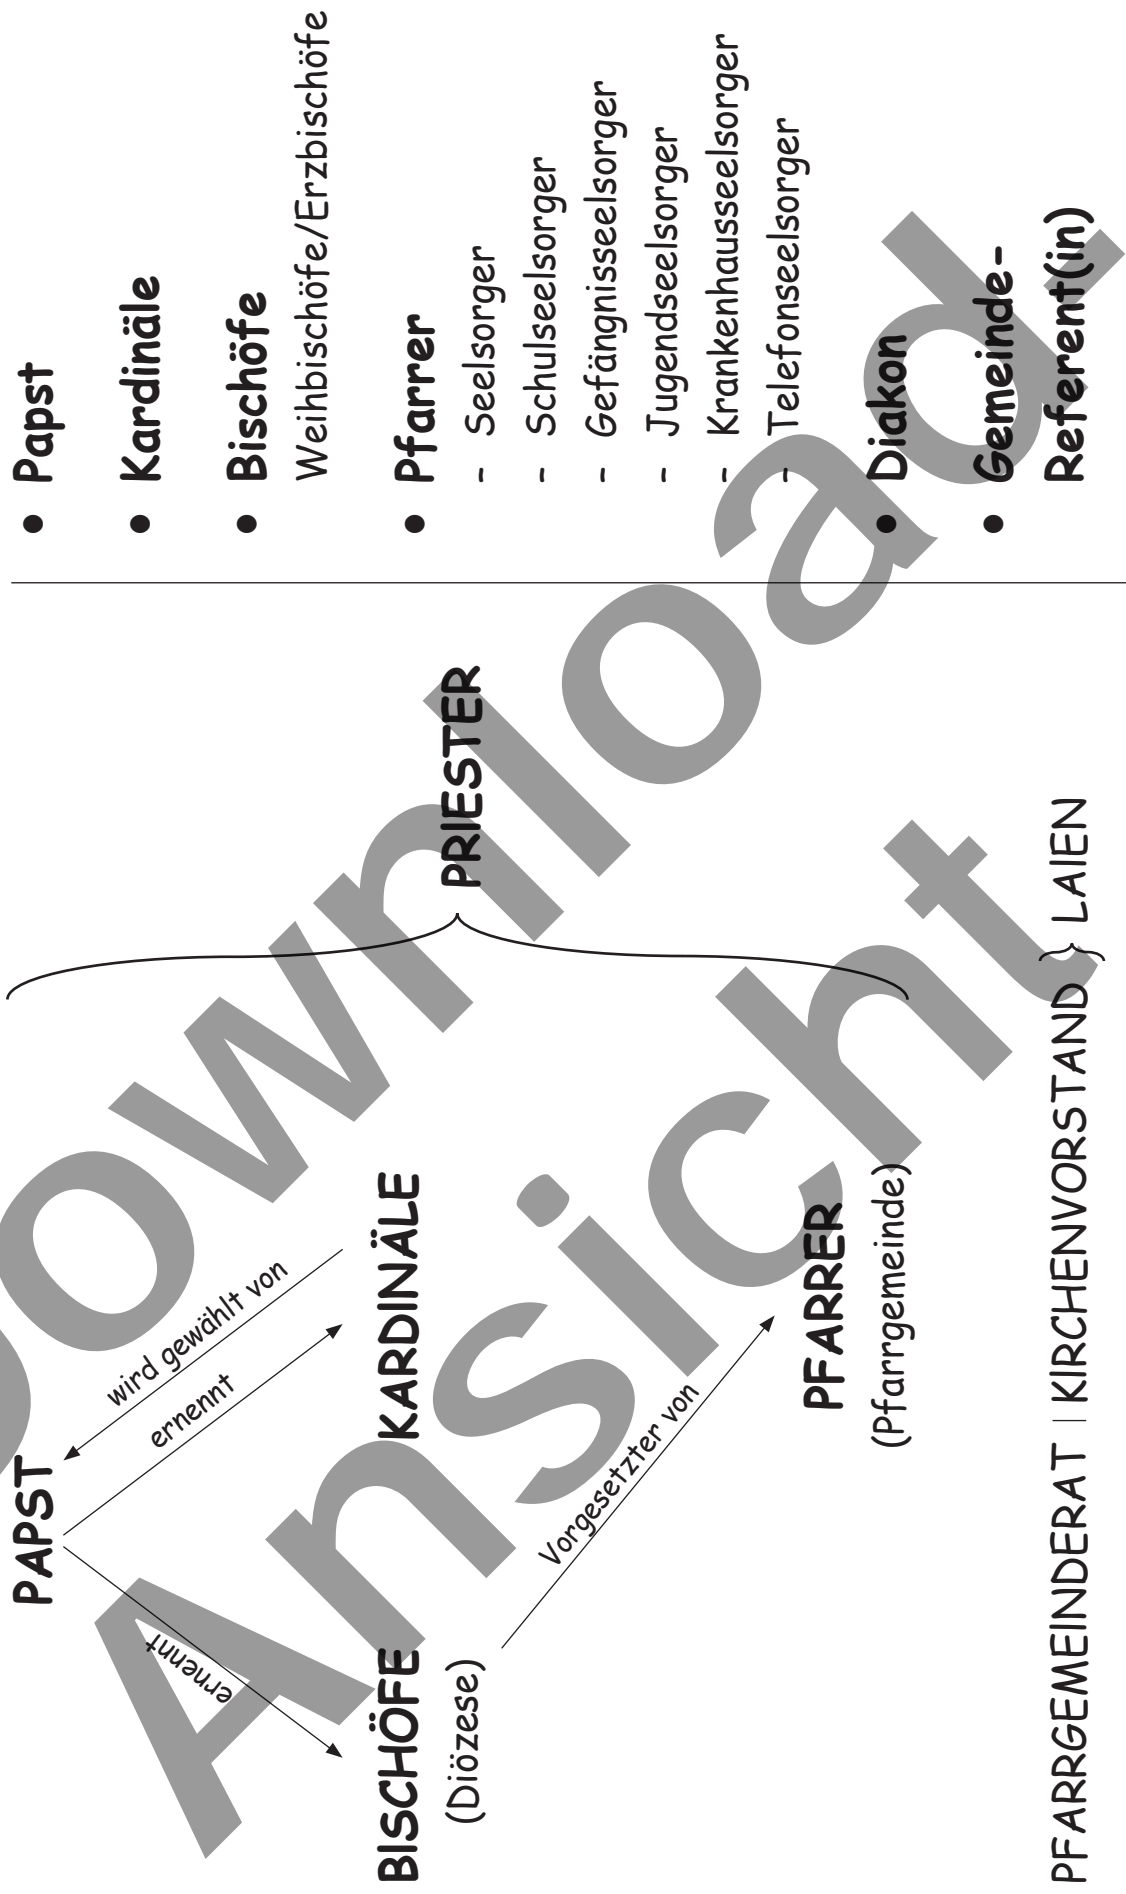 PAPST
wird gewählt von
ernennt
ernennt
BISCHÖFE
(Diözese)
KARDINÄLE
Vorgesetzter von
PFARRER
(Pfarrgemeinde)
PRIESTER
PFARRGEMEINDERAT | KIRCHENVORSTAND } LAIEN
• Papst
• Kardinäle
• Bischöfe
Weihbischöfe/Erzbischöfe
• Pfarrer
- Seelsorger
- Schulseelsorger
- Gefängnisseelsorger
- Jugendseelsorger
- Krankenhausseelsorger
- Telefonseelsorger
• Diakon
• Gemeinde-
Referent(in)
Download
Ansicht